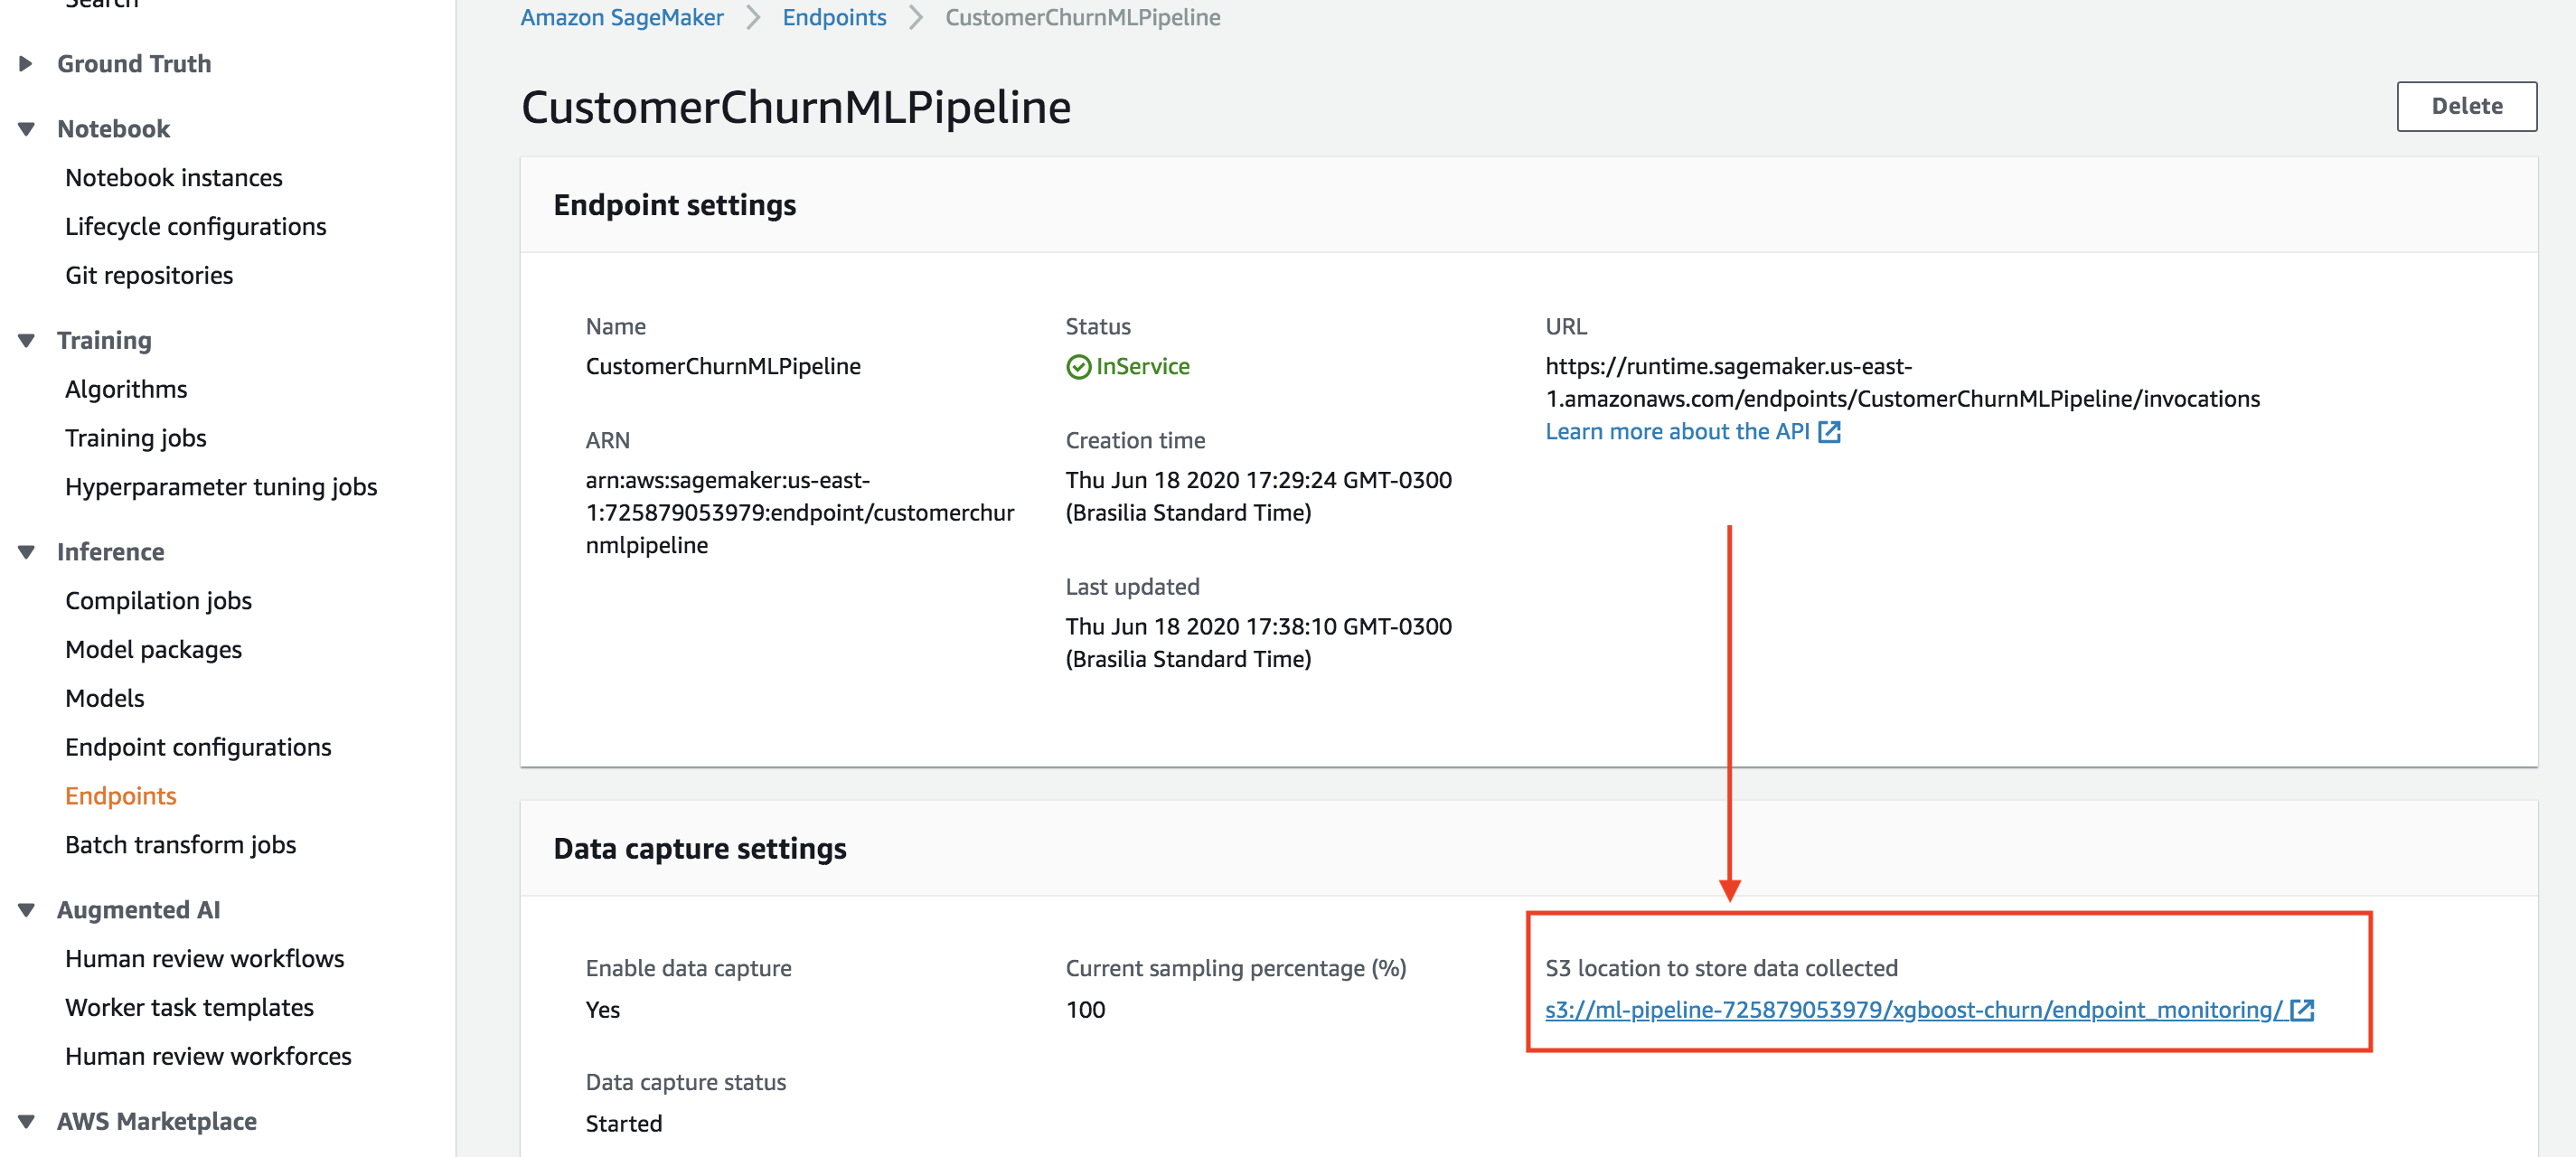 Search
Ground Truth
Notebook
Notebook instances
Lifecycle configurations
Git repositories
Training
Algorithms
Training jobs
Hyperparameter tuning jobs
Inference
Compilation jobs
Model packages
Models
Endpoint configurations
Endpoints
Batch transform jobs
Augmented AI
Human review workflows
Worker task templates
Human review workforces
AWS Marketplace
Amazon SageMaker
Endpoints
CustomerChurnMLPipeline
CustomerChurnMLPipeline
Delete
Endpoint settings
Name
CustomerChurnMLPipeline
ARN
arn:aws:sagemaker:us-east-
1:725879053979:endpoint/customerchur
nmlpipeline
Status
InService
Creation time
Thu Jun 18 2020 17:29:24 GMT-0300
(Brasilia Standard Time)
Last updated
Thu Jun 18 2020 17:38:10 GMT-0300
(Brasilia Standard Time)
URL
https://runtime.sagemaker.us-east-
1.amazonaws.com/endpoints/CustomerChurnMLPipeline/invocations
Learn more about the API
Data capture settings
Enable data capture
Yes
Data capture status
Started
Current sampling percentage (%)
100
S3 location to store data collected
s3://ml-pipeline-725879053979/xgboost-churn/endpoint_monitoring/